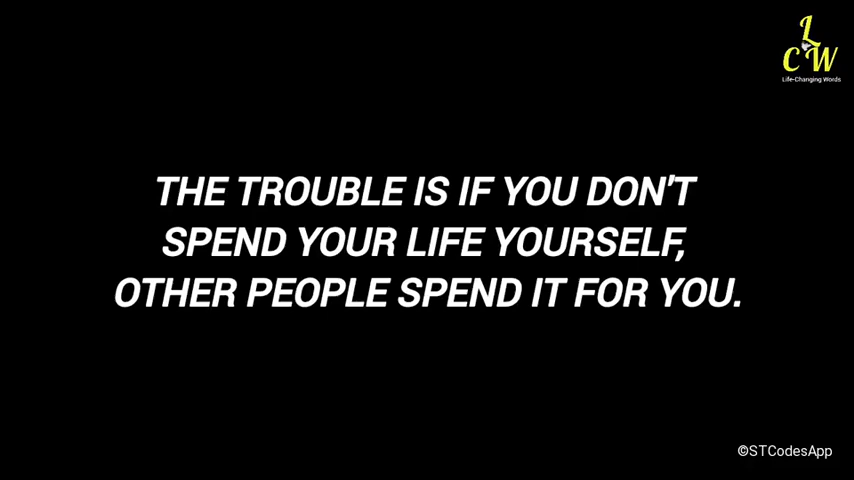 L
CW
Life-Changing Words
THE TROUBLE IS IF YOU DON'T
SPEND YOUR LIFE YOURSELF,
OTHER PEOPLE SPEND IT FOR YOU.
©STCodesApp